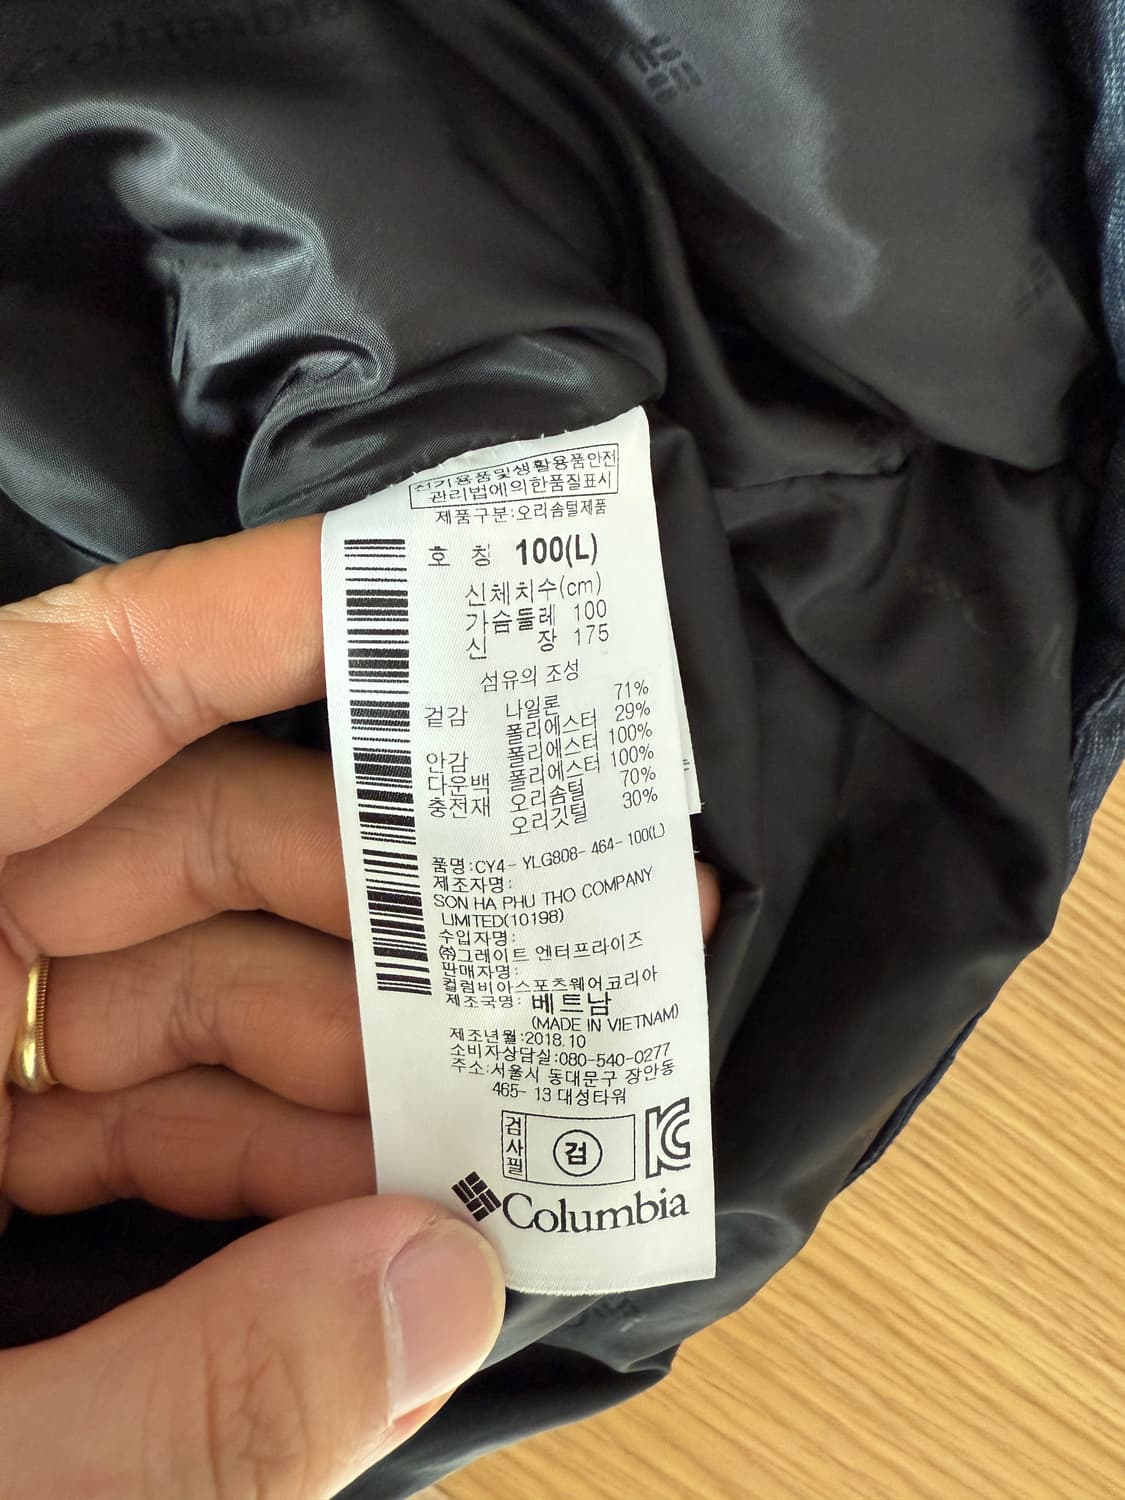 Columbia
전기용품및생활용품안전
관리법에의한품질표시
제품구분:오리솜털제품
호 칭 100(L)
신체치수(cm)
가슴둘레 100
신 장 175
섬유의 조성
겉감 나일론 71%
폴리에스터 29%
안감 폴리에스터 100%
다운백 폴리에스터 100%
충전재 오리솜털 70%
오리깃털 30%
품명:CY4-YLG808-464-100(L)
제조자명:
SON HA PHU THO COMPANY
LIMITED(10198)
수입자명:
㈜그레이트 엔터프라이즈
판매자명:
컬럼비아스포츠웨어코리아
제조국명: 베트남
(MADE IN VIETNAM)
제조년월:2018.10
소비자상담실:080-540-0277
주소:서울시 동대문구 장안동
465-13 대성타워
검사필 검
Columbia